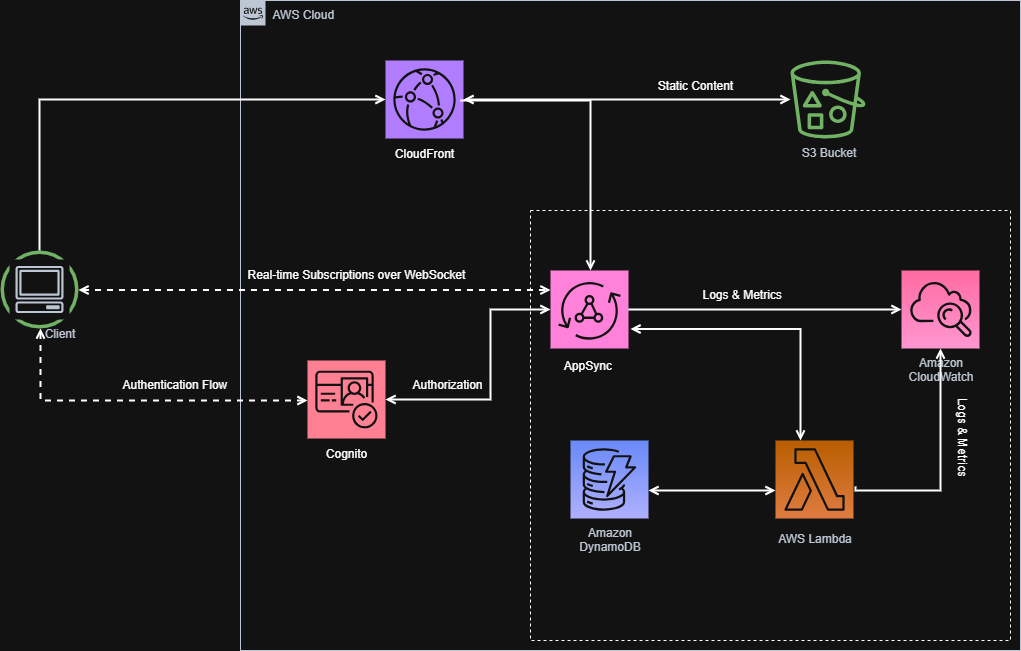 aws
AWS Cloud
Static Content
CloudFront
S3 Bucket
Real-time Subscriptions over WebSocket
Logs & Metrics
Client
AppSync
Amazon
CloudWatch
Authentication Flow
Authorization
Logs & Metrics
Cognito
Amazon
DynamoDB
AWS Lambda